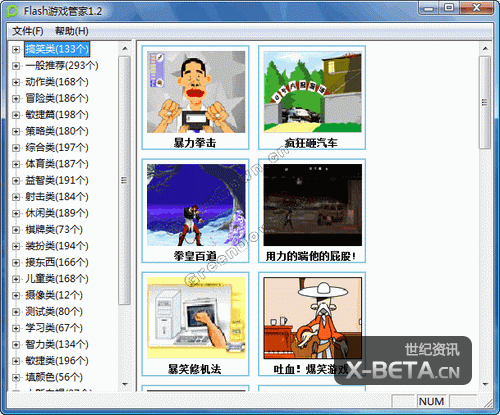 Flash游戏管家1.2
文件(F) 帮助(H)
搞笑类(133个)
一般推荐(293个)
动作类(168个)
冒险类(186个)
敏捷篇(198个)
策略类(180个)
综合类(197个)
体育类(187个)
益智类(191个)
射击类(184个)
休闲类(189个)
棋牌类(73个)
装扮类(194个)
接东西(166个)
儿童类(168个)
摄像类(12个)
测试类(80个)
学习类(67个)
智力类(134个)
敏捷类(196个)
填颜色(56个)
暴力拳击
疯狂砸汽车
拳皇百道
用力的踹他的屁股!
暴笑修机法
吐血!爆笑游戏
世纪资讯
X-BETA.CN
NUM